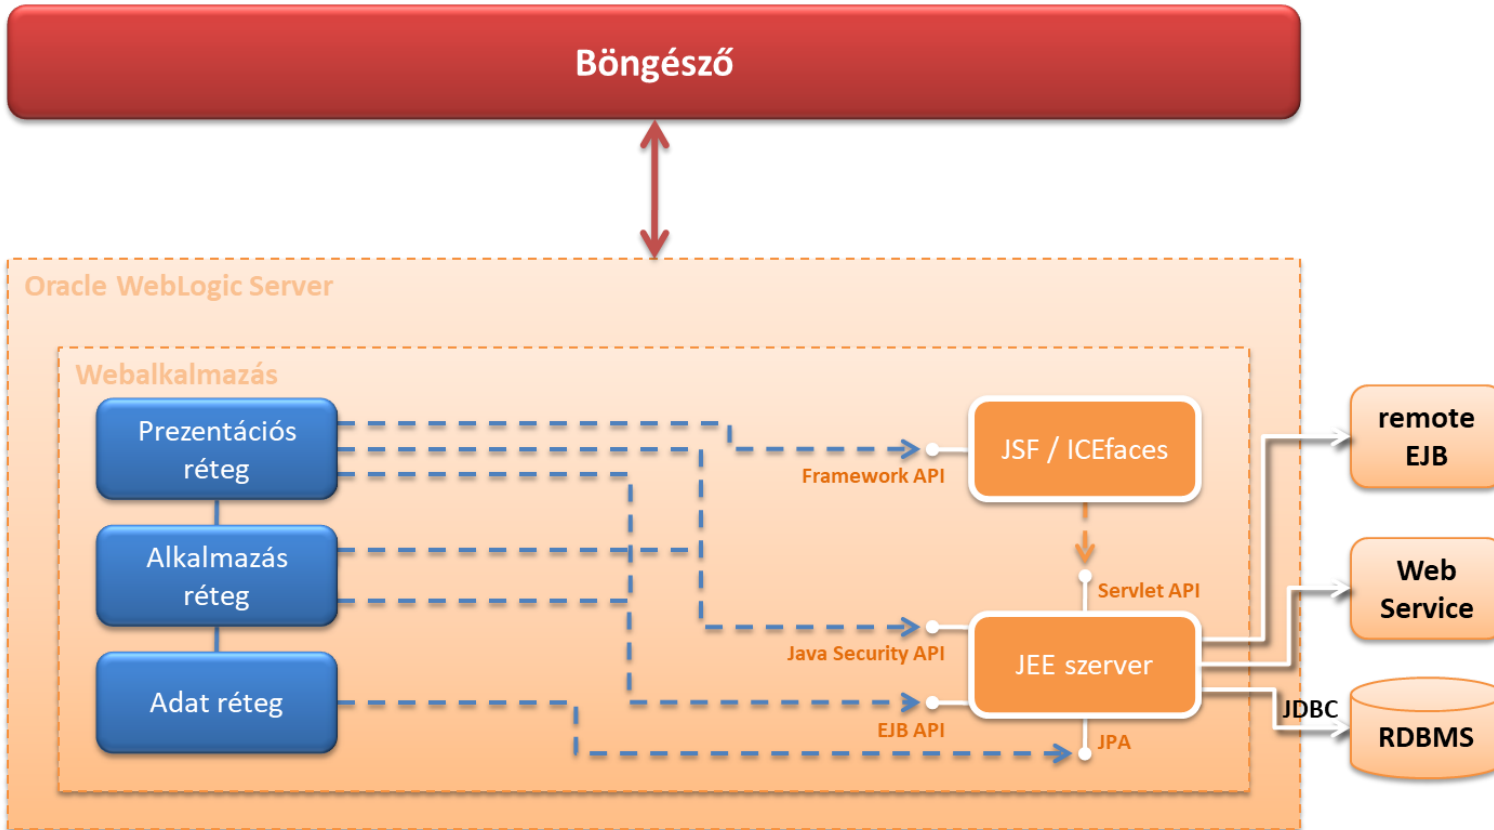 Böngésző
Oracle WebLogic Server
Webalkalmazás
Prezentációs
réteg
Alkalmazás
réteg
Adat réteg
JSF / ICEfaces
Framework API
Servlet API
Java Security API
JEE szerver
EJB API
JPA
remote
EJB
Web
Service
JDBC
RDBMS